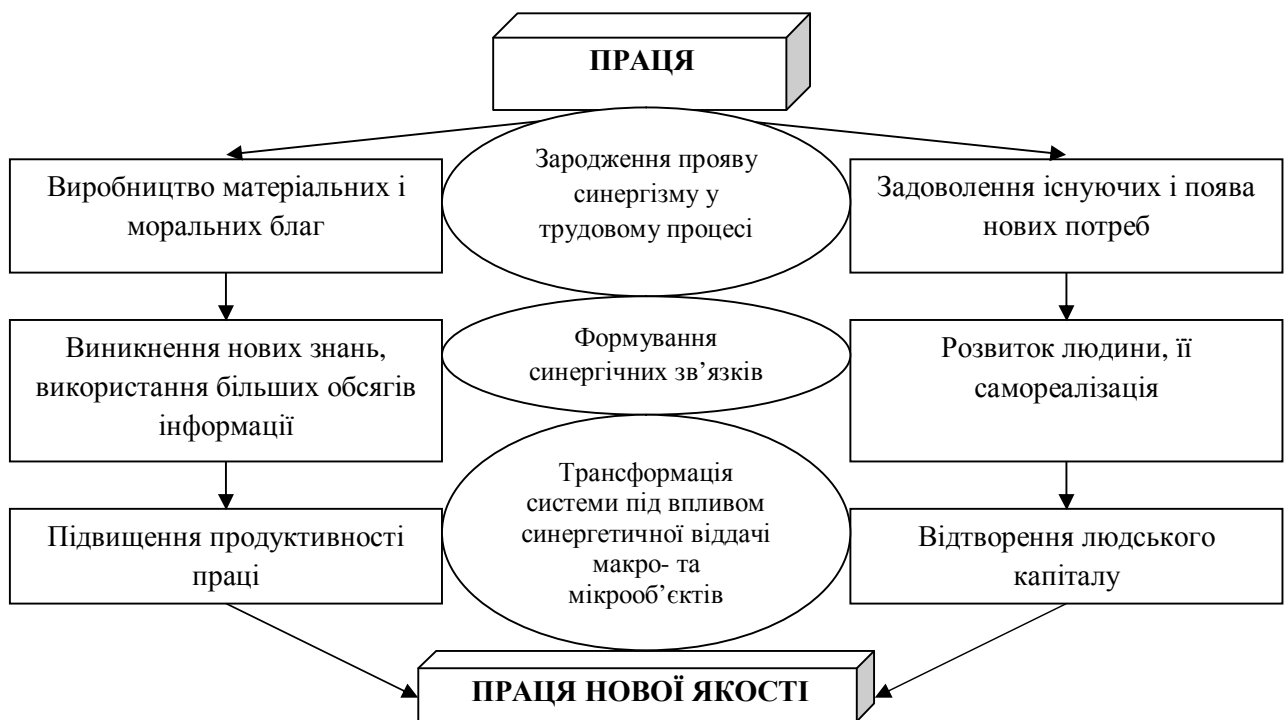 ПРАЦЯ
Зародження прояву
синергізму у
трудовому процесі
Виробництво матеріальних і
моральних благ
Задоволення існуючих і поява
нових потреб
Формування
синергічних зв’язків
Виникнення нових знань,
використання більших обсягів
інформації
Розвиток людини, її
самореалізація
Трансформація
системи під впливом
синергетичної віддачі
макро- та
мікрооб’єктів
Підвищення продуктивності
праці
Відтворення людського
капіталу
ПРАЦЯ НОВОЇ ЯКОСТІ